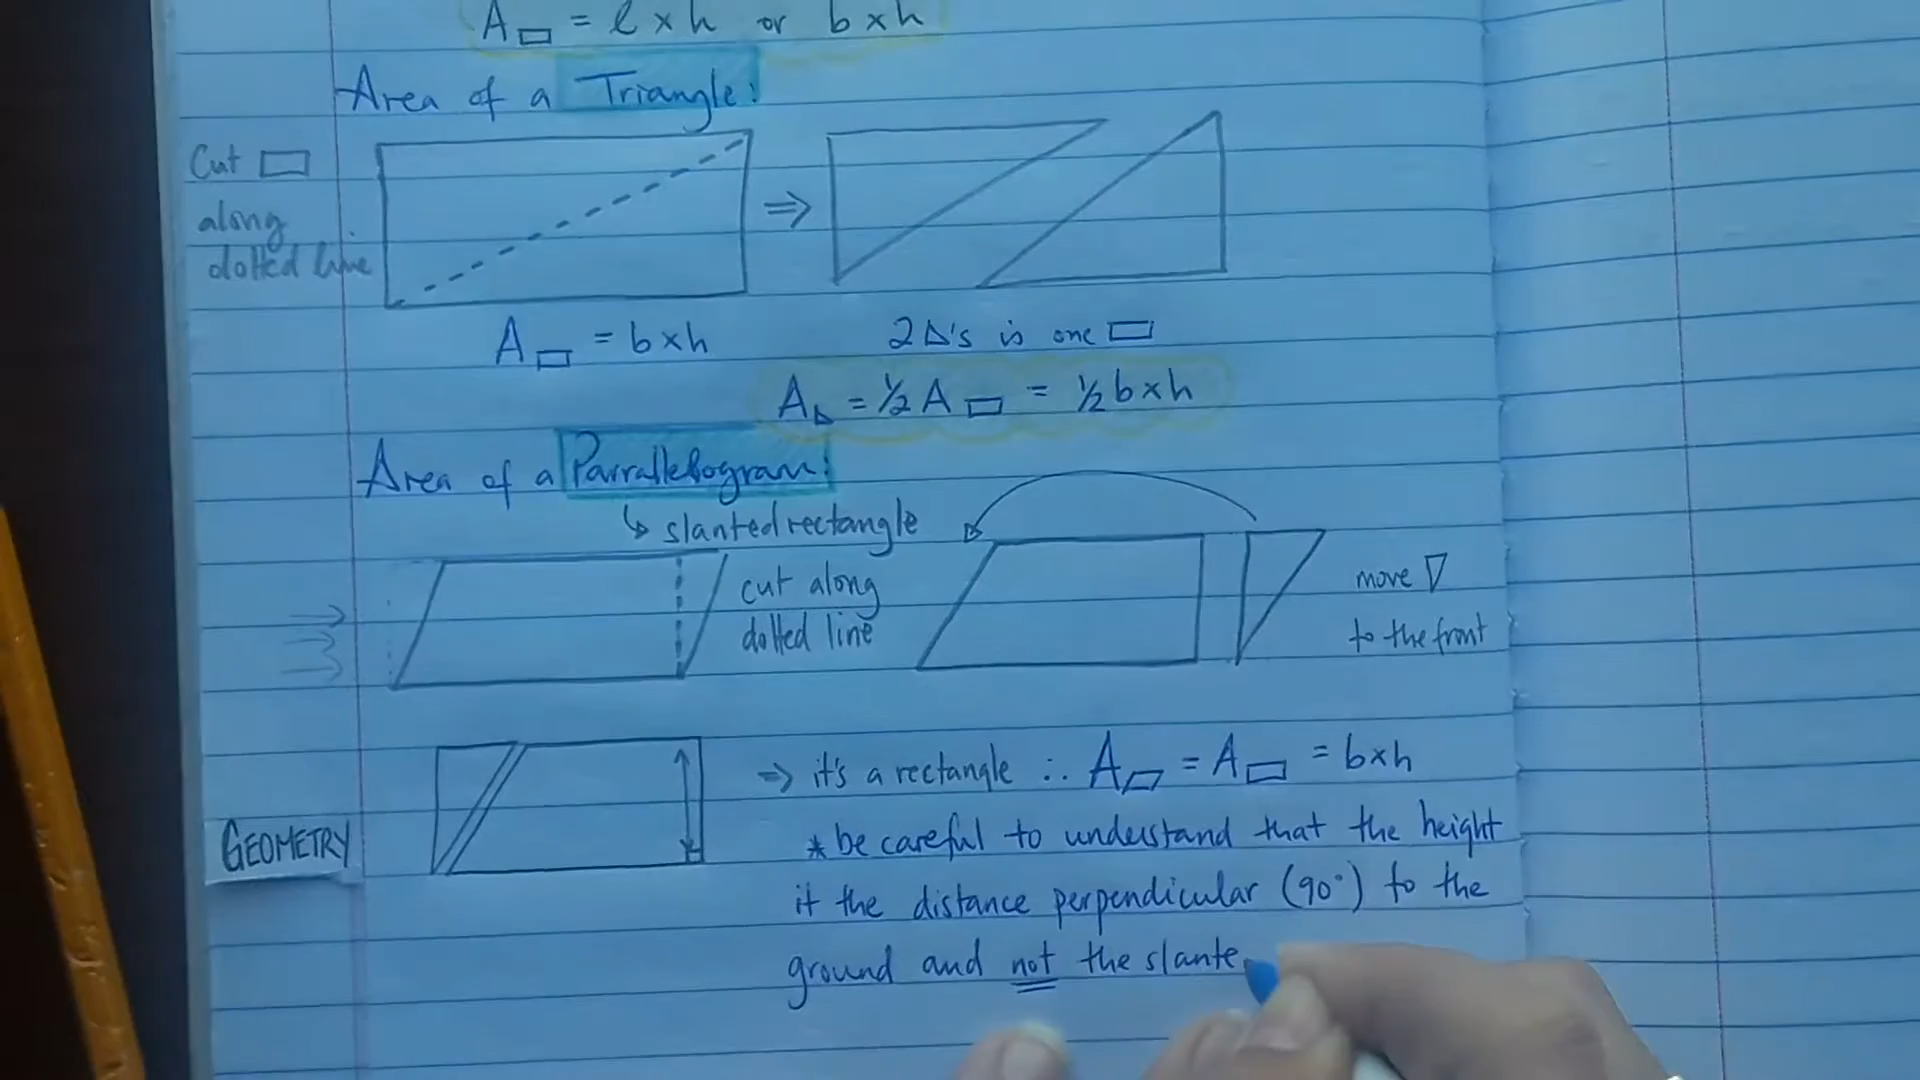 A▭ = l × h or b × h
Area of a Triangle:
Cut ▭
along
dotted line
⇒
A▭ = b×h
2Δ's is one ▭
A◺ = ½ A▭ = ½ b×h
Area of a Parrallelogram:
↳ slanted rectangle
cut along
dotted line
move ▽
to the front
⇒ it's a rectangle ∴ A▱ = A▭ = b×h
* be careful to understand that the height
it the distance perpendicular (90°) to the
ground and not the slante
GEOMETRY